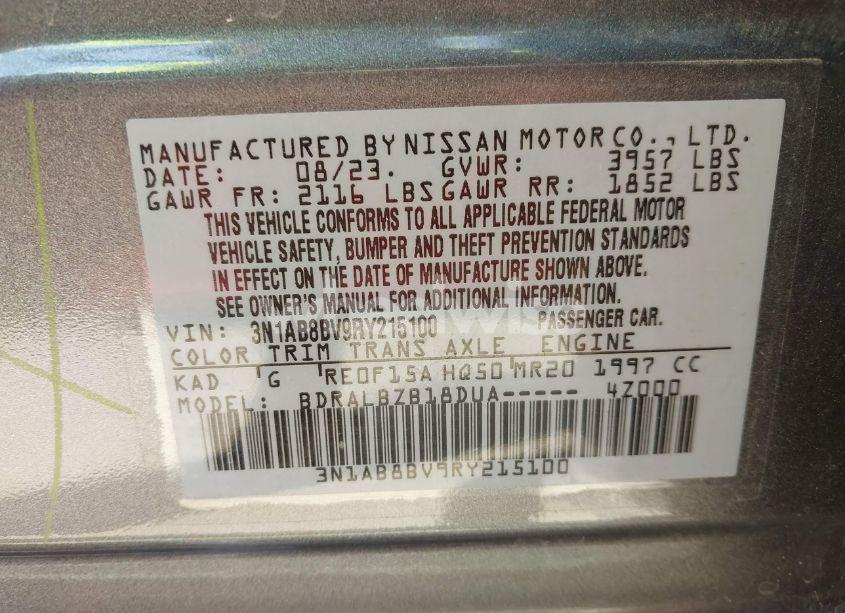 MANUFACTURED BY NISSAN MOTOR CO., LTD.
DATE: 08/23. GVWR: 3957 LBS
GAWR FR: 2116 LBS GAWR RR: 1852 LBS
THIS VEHICLE CONFORMS TO ALL APPLICABLE FEDERAL MOTOR
VEHICLE SAFETY, BUMPER AND THEFT PREVENTION STANDARDS
IN EFFECT ON THE DATE OF MANUFACTURE SHOWN ABOVE.
SEE OWNER'S MANUAL FOR ADDITIONAL INFORMATION.
VIN: 3N1AB8BV9RY215100 PASSENGER CAR.
COLOR TRIM TRANS AXLE ENGINE
KAD G RE0F15A HQ50 MR20 1997 CC
MODEL: BDRALBZB18DUA----- 4Z000
3N1AB8BV9RY215100